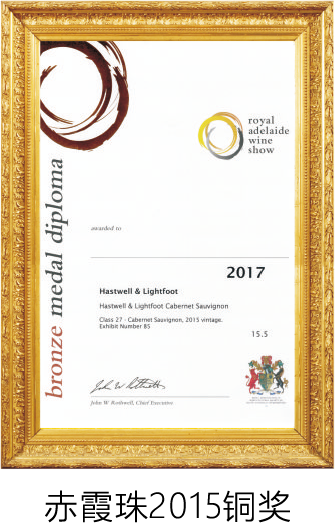 royal
adelaide
wine
show
bronze medal diploma
awarded to
2017
Hastwell & Lightfoot
Hastwell & Lightfoot Cabernet Sauvignon
Class 27 - Cabernet Sauvignon, 2015 vintage.
Exhibit Number 85
15.5
John W Rothwell, Chief Executive
赤霞珠2015铜奖